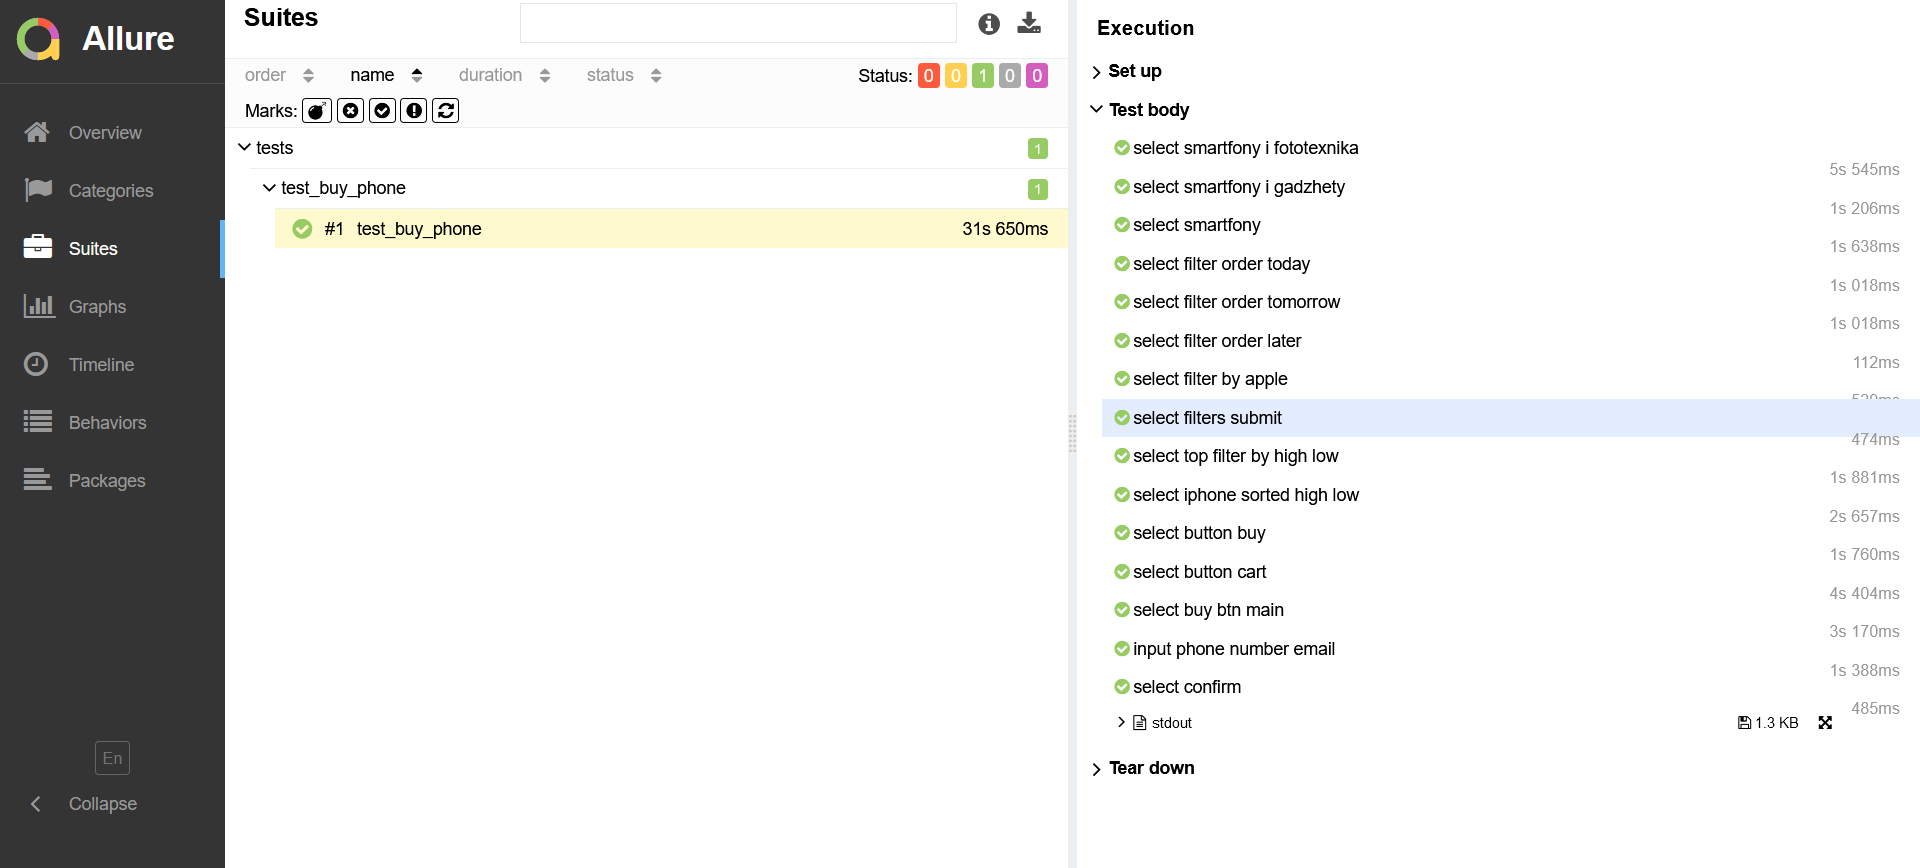 Allure
Overview
Categories
Suites
Graphs
Timeline
Behaviors
Packages
En
Collapse
Suites
order name duration status Status: 0 0 1 0 0
Marks:
tests 1
test_buy_phone 1
#1 test_buy_phone 31s 650ms
Execution
Set up
Test body
select smartfony i fototexnika
5s 545ms
select smartfony i gadzhety
1s 206ms
select smartfony
1s 638ms
select filter order today
1s 018ms
select filter order tomorrow
1s 018ms
select filter order later
112ms
select filter by apple
select filters submit
474ms
select top filter by high low
1s 881ms
select iphone sorted high low
2s 657ms
select button buy
1s 760ms
select button cart
4s 404ms
select buy btn main
3s 170ms
input phone number email
1s 388ms
select confirm
485ms
stdout 1.3 KB
Tear down